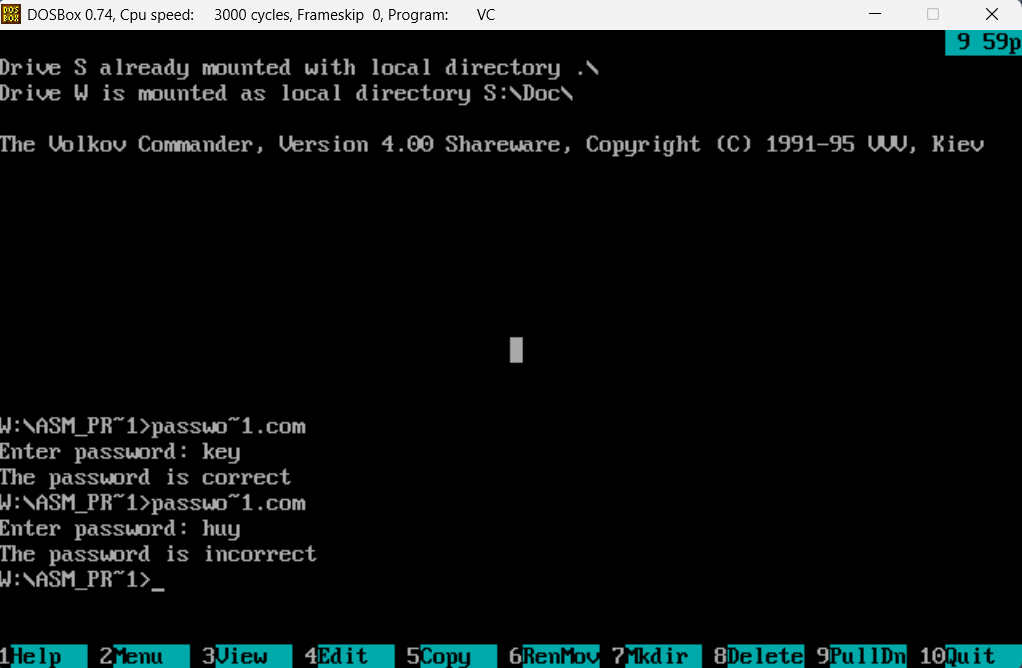 DOSBox 0.74, Cpu speed: 3000 cycles, Frameskip 0, Program: VC
9 59p
Drive S already mounted with local directory .\
Drive W is mounted as local directory S:\Doc\
The Volkov Commander, Version 4.00 Shareware, Copyright (C) 1991-95 VVV, Kiev
W:\ASM_PR~1>passwo~1.com
Enter password: key
The password is correct
W:\ASM_PR~1>passwo~1.com
Enter password: huy
The password is incorrect
W:\ASM_PR~1>_
1Help 2Menu 3View 4Edit 5Copy 6RenMov 7Mkdir 8Delete 9PullDn 10Quit